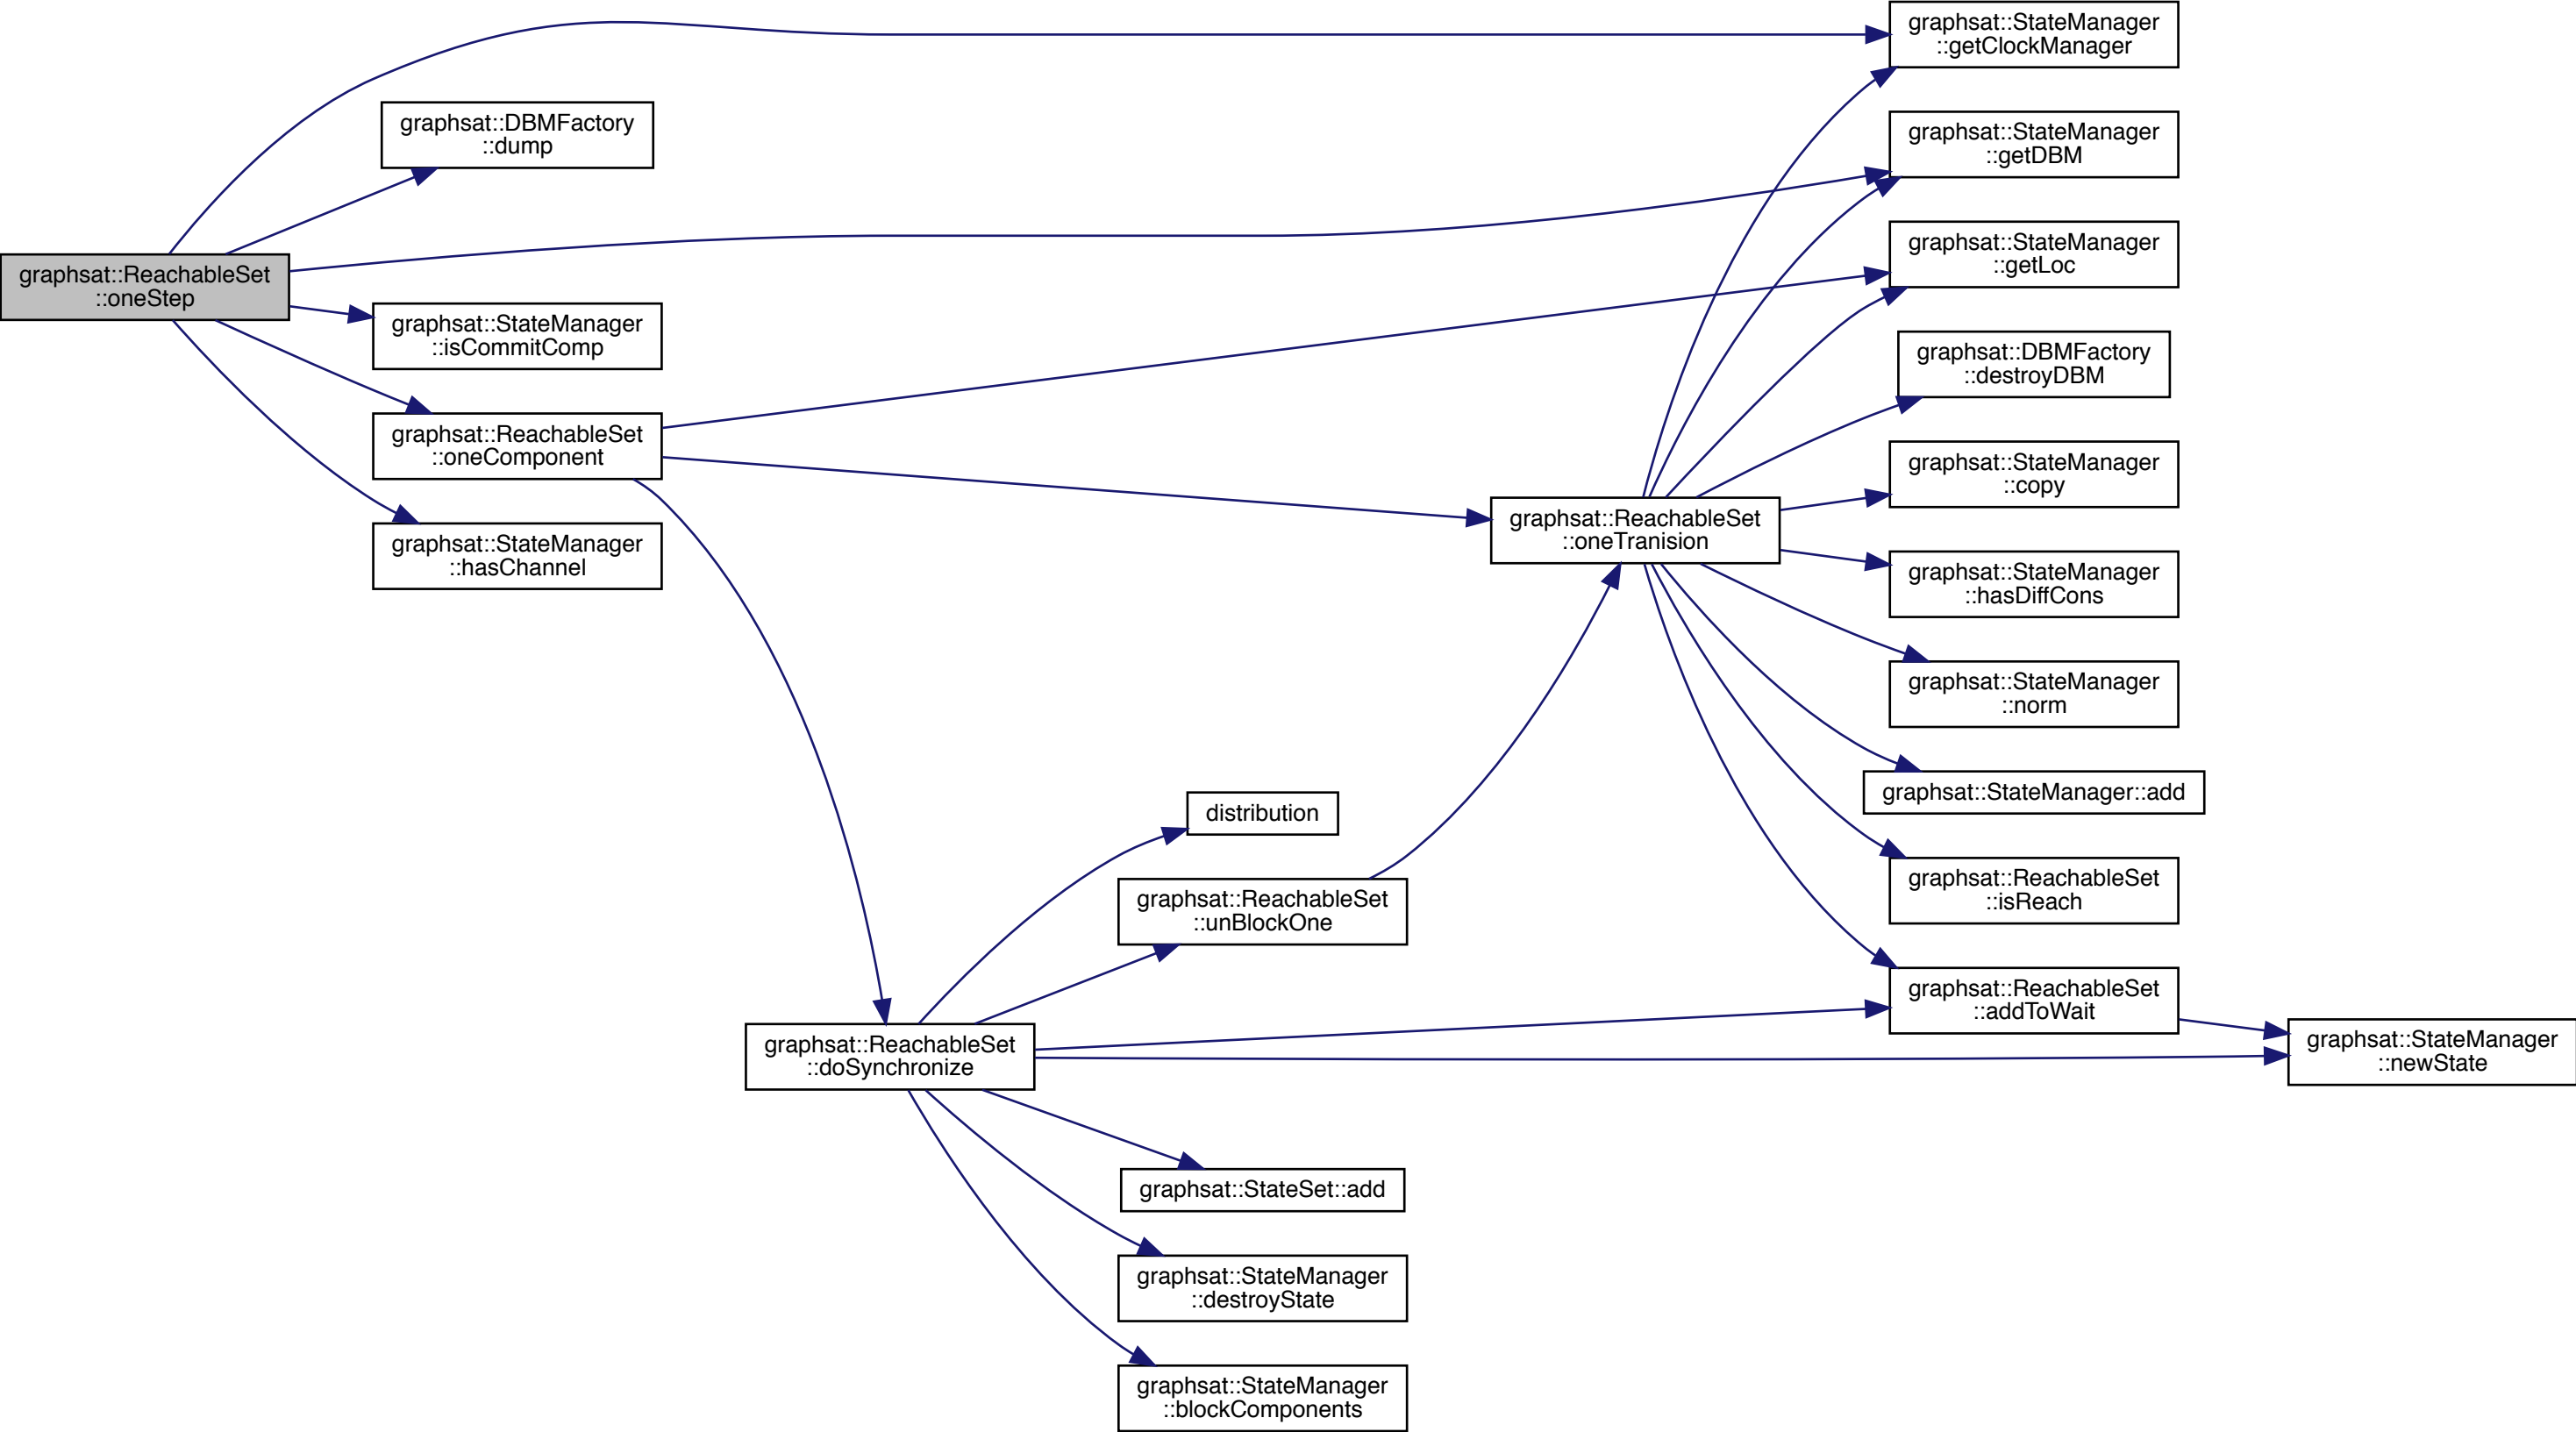 graphsat::StateManager
::getClockManager
graphsat::DBMFactory
::dump
graphsat::StateManager
::getDBM
graphsat::StateManager
::getLoc
graphsat::ReachableSet
::oneStep
graphsat::StateManager
::isCommitComp
graphsat::DBMFactory
::destroyDBM
graphsat::ReachableSet
::oneComponent
graphsat::StateManager
::copy
graphsat::ReachableSet
::oneTranision
graphsat::StateManager
::hasChannel
graphsat::StateManager
::hasDiffCons
graphsat::StateManager
::norm
graphsat::StateManager::add
distribution
graphsat::ReachableSet
::isReach
graphsat::ReachableSet
::unBlockOne
graphsat::ReachableSet
::addToWait
graphsat::StateManager
::newState
graphsat::ReachableSet
::doSynchronize
graphsat::StateSet::add
graphsat::StateManager
::destroyState
graphsat::StateManager
::blockComponents